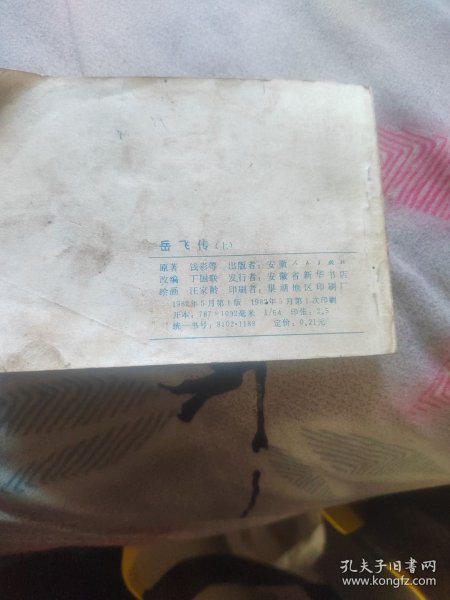 岳飞传（上）
原著 钱彩等 出版者：安徽人民出版社
改编 丁国联 发行者：安徽省新华书店
绘画 汪家龄 印刷者：巢湖地区印刷厂
1982年5月第1版 1982年5月第1次印刷
开本：787×1092毫米 1/64 印张：2.5
统一书号：8102·1189 定价：0.21元
孔夫子旧书网
www.kongfz.com